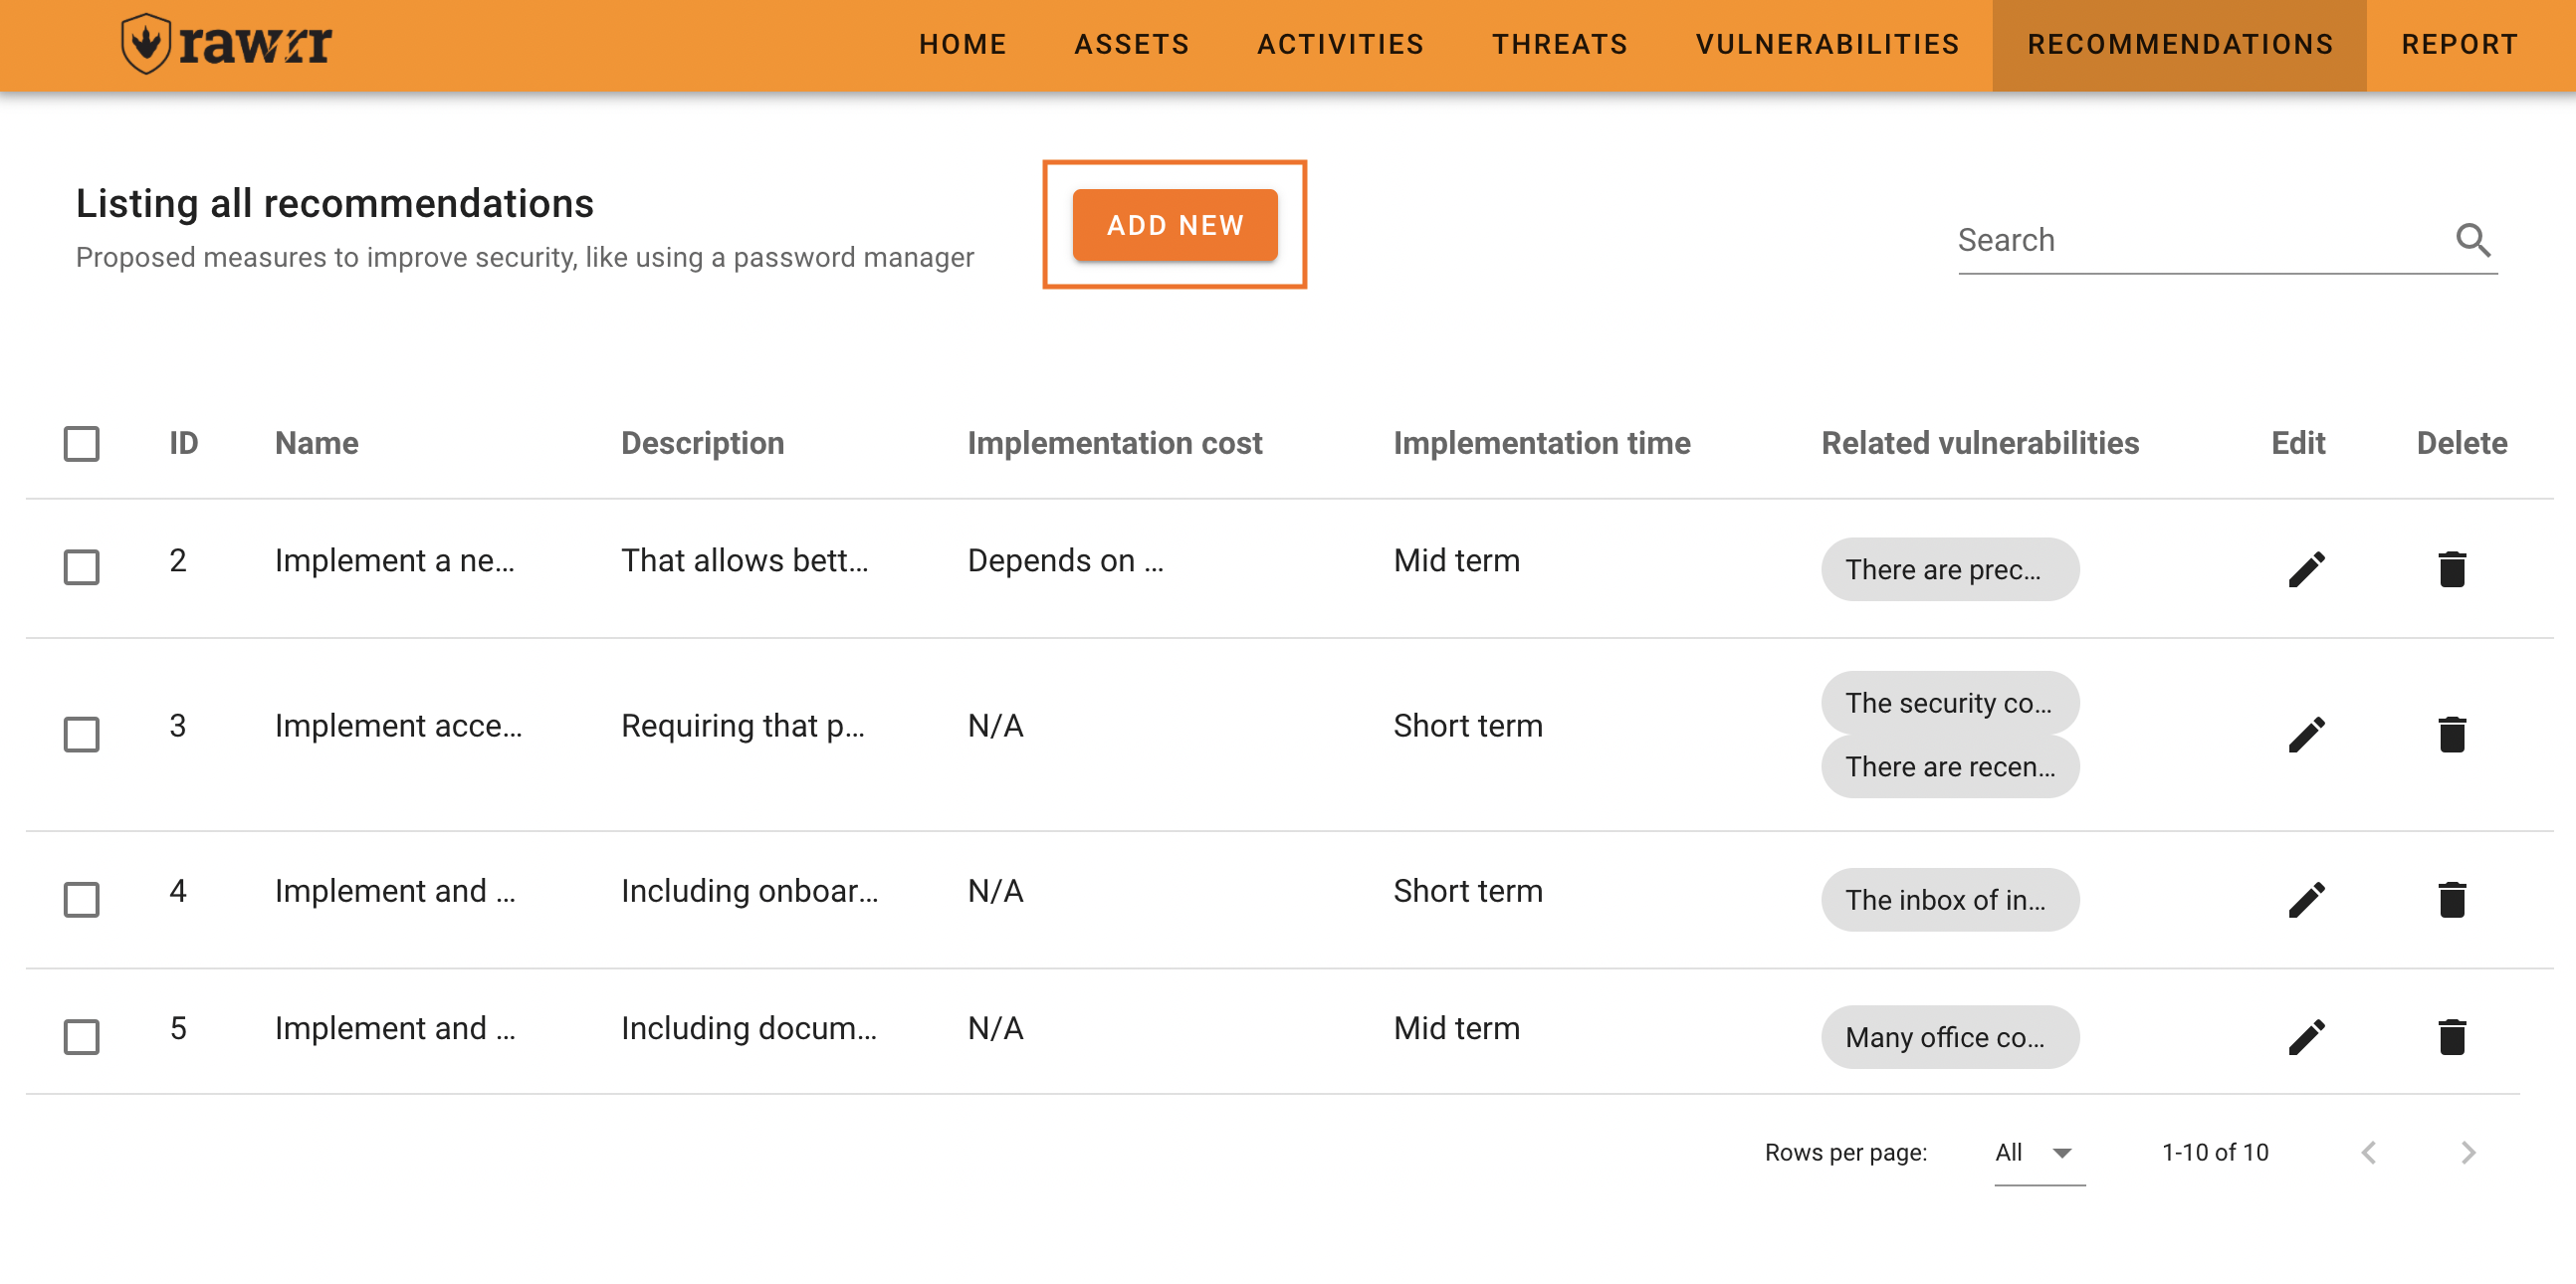 rawrr HOME ASSETS ACTIVITIES THREATS VULNERABILITIES RECOMMENDATIONS REPORT
Listing all recommendations
Proposed measures to improve security, like using a password manager
ADD NEW
Search
ID Name Description Implementation cost Implementation time Related vulnerabilities Edit Delete
2 Implement a ne... That allows bett... Depends on ... Mid term There are prec...
3 Implement acce... Requiring that p... N/A Short term The security co...
There are recen...
4 Implement and ... Including onboar... N/A Short term The inbox of in...
5 Implement and ... Including docum... N/A Mid term Many office co...
Rows per page: All 1-10 of 10